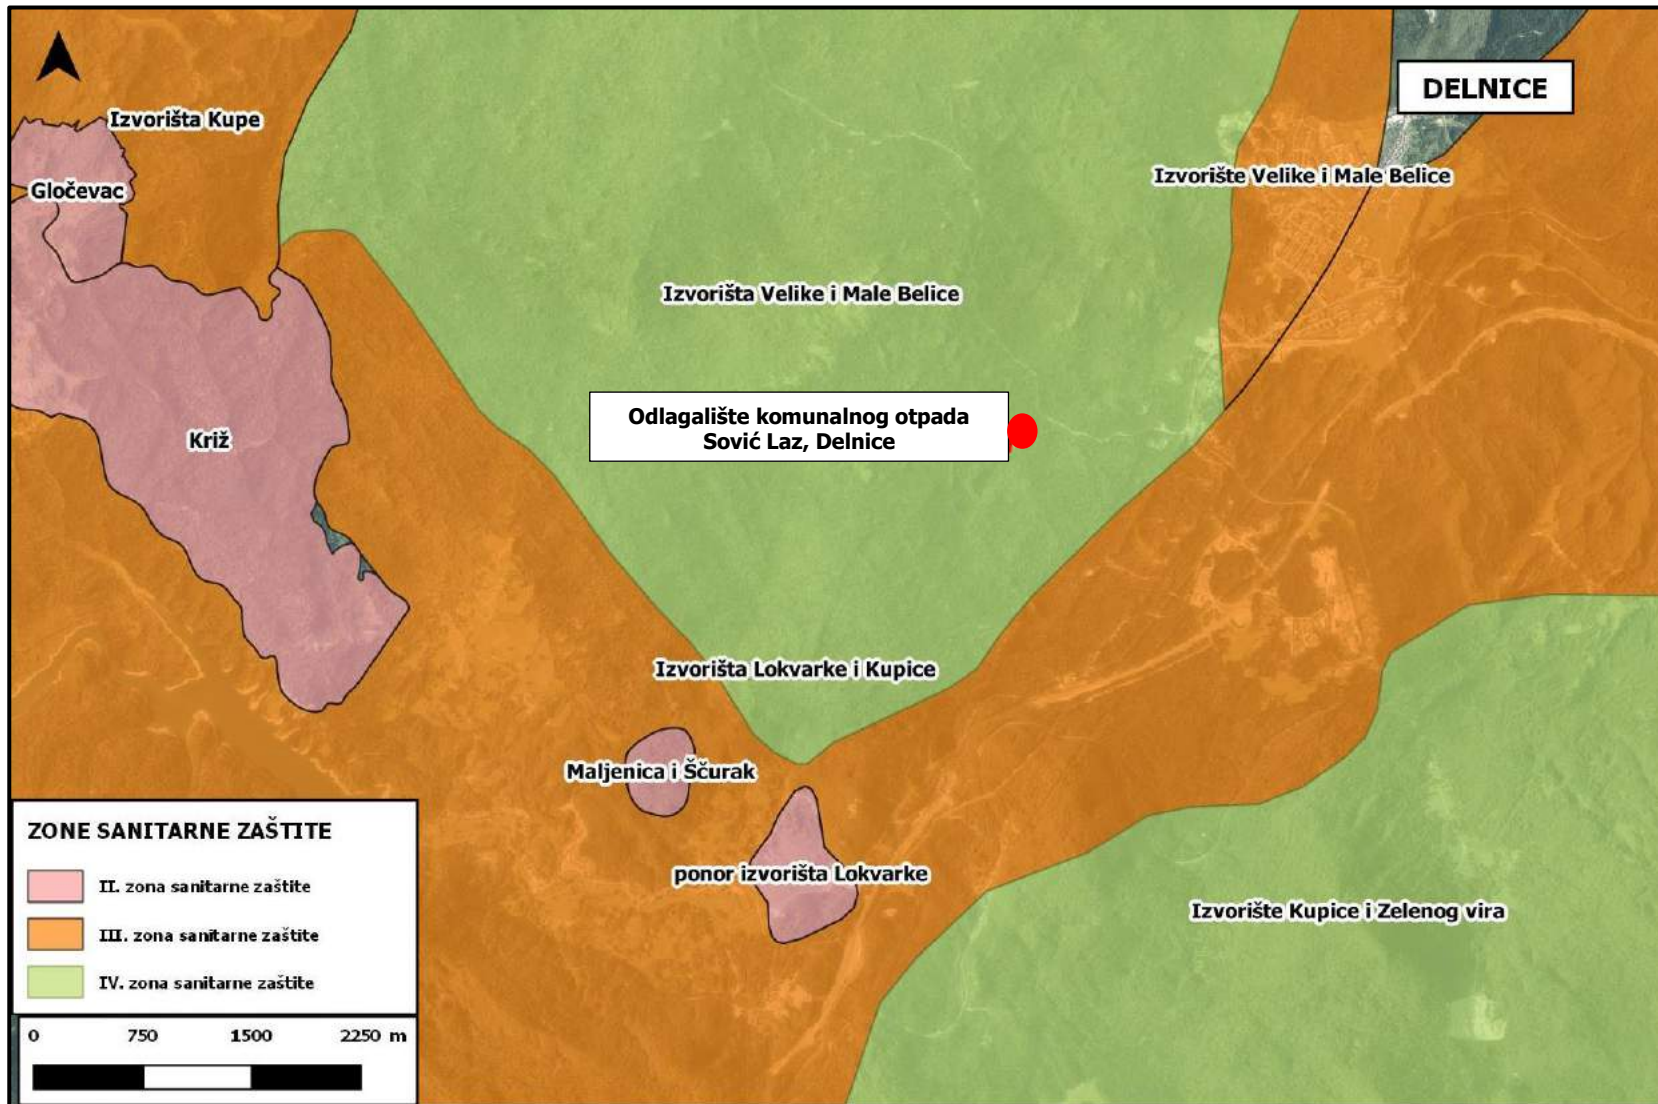 DELNICE
Izvorišta Kupe
Izvorište Velike i Male Belice
Gločevac
Izvorišta Velike i Male Belice
Odlagalište komunalnog otpada
Sović Laz, Delnice
Križ
Izvorišta Lokvarke i Kupice
Maljenica i Ščurak
ponor izvorišta Lokvarke
Izvorište Kupice i Zelenog vira
ZONE SANITARNE ZAŠTITE
II. zona sanitarne zaštite
III. zona sanitarne zaštite
IV. zona sanitarne zaštite
0 750 1500 2250 m